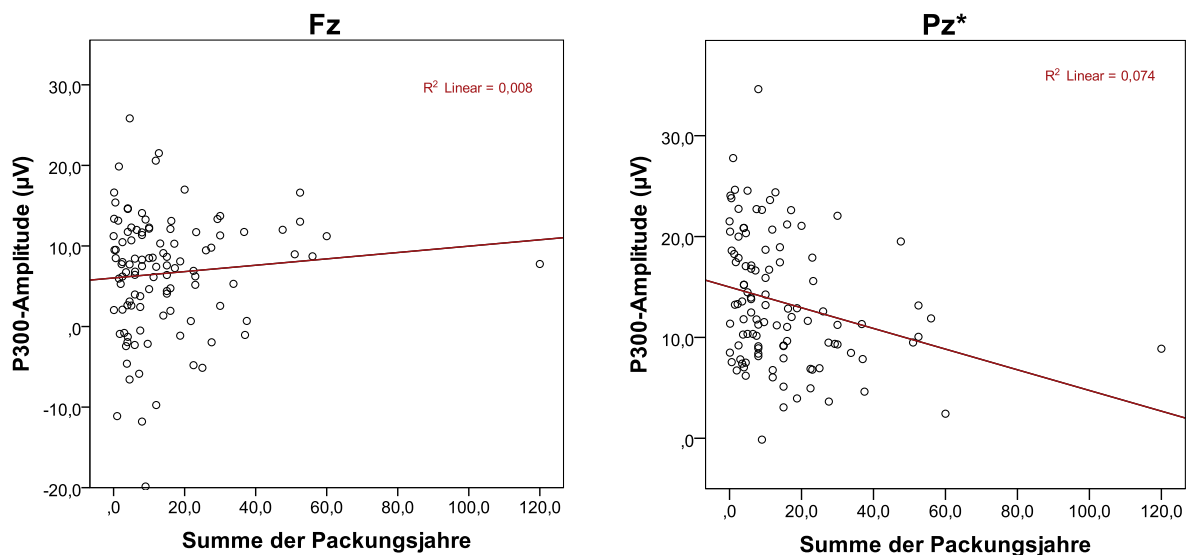 Fz
R² Linear = 0,008
P300-Amplitude (µV)
30,0
20,0
10,0
,0
-10,0
-20,0
,0 20,0 40,0 60,0 80,0 100,0 120,0
Summe der Packungsjahre
Pz*
R² Linear = 0,074
P300-Amplitude (µV)
30,0
20,0
10,0
,0
,0 20,0 40,0 60,0 80,0 100,0 120,0
Summe der Packungsjahre